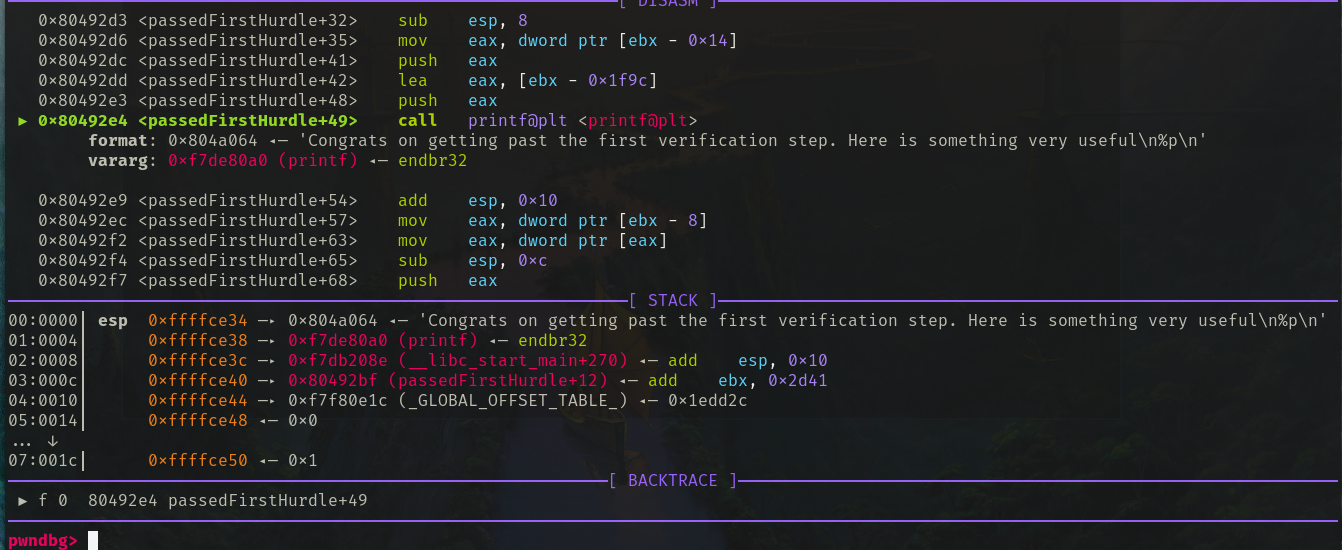 [ DISASM ]
0×80492d3 <passedFirstHurdle+32> sub esp, 8
0×80492d6 <passedFirstHurdle+35> mov eax, dword ptr [ebx - 0×14]
0×80492dc <passedFirstHurdle+41> push eax
0×80492dd <passedFirstHurdle+42> lea eax, [ebx - 0×1f9c]
0×80492e3 <passedFirstHurdle+48> push eax
► 0×80492e4 <passedFirstHurdle+49> call printf@plt <printf@plt>
format: 0×804a064 ◂— 'Congrats on getting past the first verification step. Here is something very useful\n%p\n'
vararg: 0×f7de80a0 (printf) ◂— endbr32
0×80492e9 <passedFirstHurdle+54> add esp, 0×10
0×80492ec <passedFirstHurdle+57> mov eax, dword ptr [ebx - 8]
0×80492f2 <passedFirstHurdle+63> mov eax, dword ptr [eax]
0×80492f4 <passedFirstHurdle+65> sub esp, 0×c
0×80492f7 <passedFirstHurdle+68> push eax
[ STACK ]
00:0000│ esp 0×ffffce34 —▸ 0×804a064 ◂— 'Congrats on getting past the first verification step. Here is something very useful\n%p\n'
01:0004│ 0×ffffce38 —▸ 0×f7de80a0 (printf) ◂— endbr32
02:0008│ 0×ffffce3c —▸ 0×f7db208e (__libc_start_main+270) ◂— add esp, 0×10
03:000c│ 0×ffffce40 —▸ 0×80492bf (passedFirstHurdle+12) ◂— add ebx, 0×2d41
04:0010│ 0×ffffce44 —▸ 0×f7f80e1c (_GLOBAL_OFFSET_TABLE_) ◂— 0×1edd2c
05:0014│ 0×ffffce48 ◂— 0×0
... ↓
07:001c│ 0×ffffce50 ◂— 0×1
[ BACKTRACE ]
► f 0 80492e4 passedFirstHurdle+49
pwndbg>